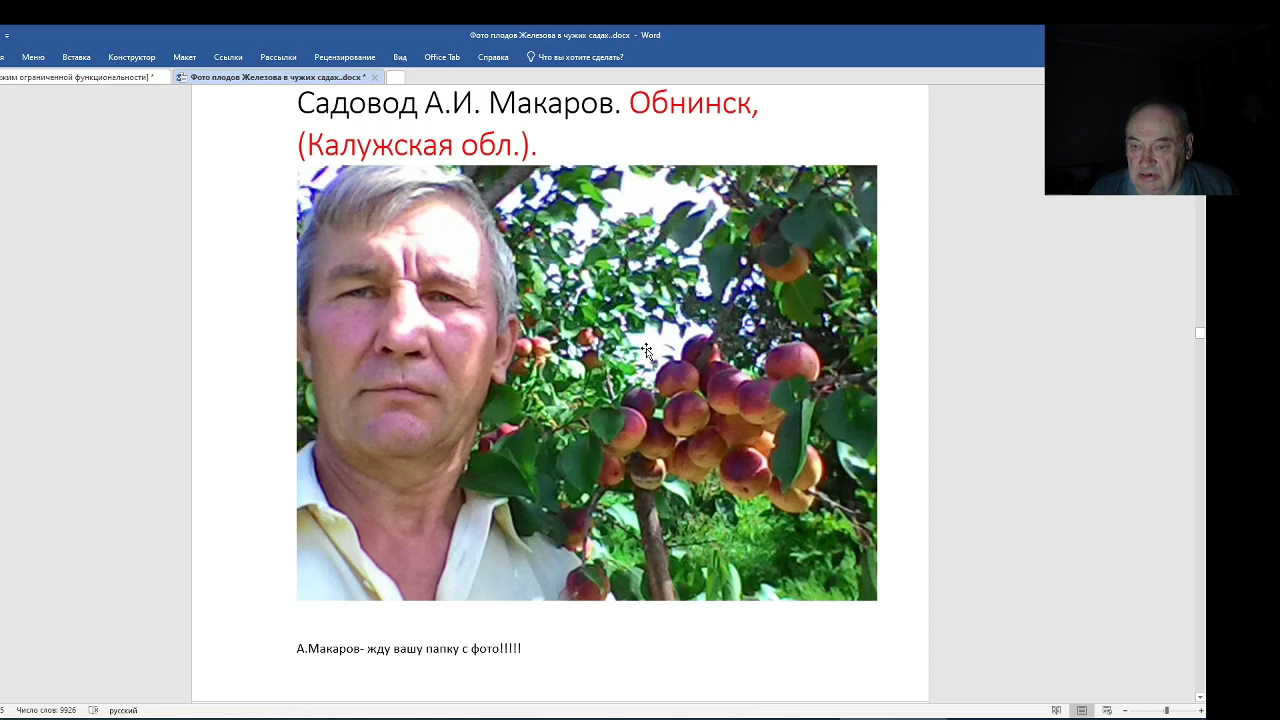 Фото плодов Железова в чужих садах..docx - Word
Меню Вставка Конструктор Макет Ссылки Рассылки Рецензирование Вид Office Tab Справка Что вы хотите сделать?
жим ограниченной функциональности] * Фото плодов Железова в чужих садах..docx *
Садовод А.И. Макаров. Обнинск,
(Калужская обл.).
А.Макаров- жду вашу папку с фото!!!!!
5 Число слов: 9926 русский